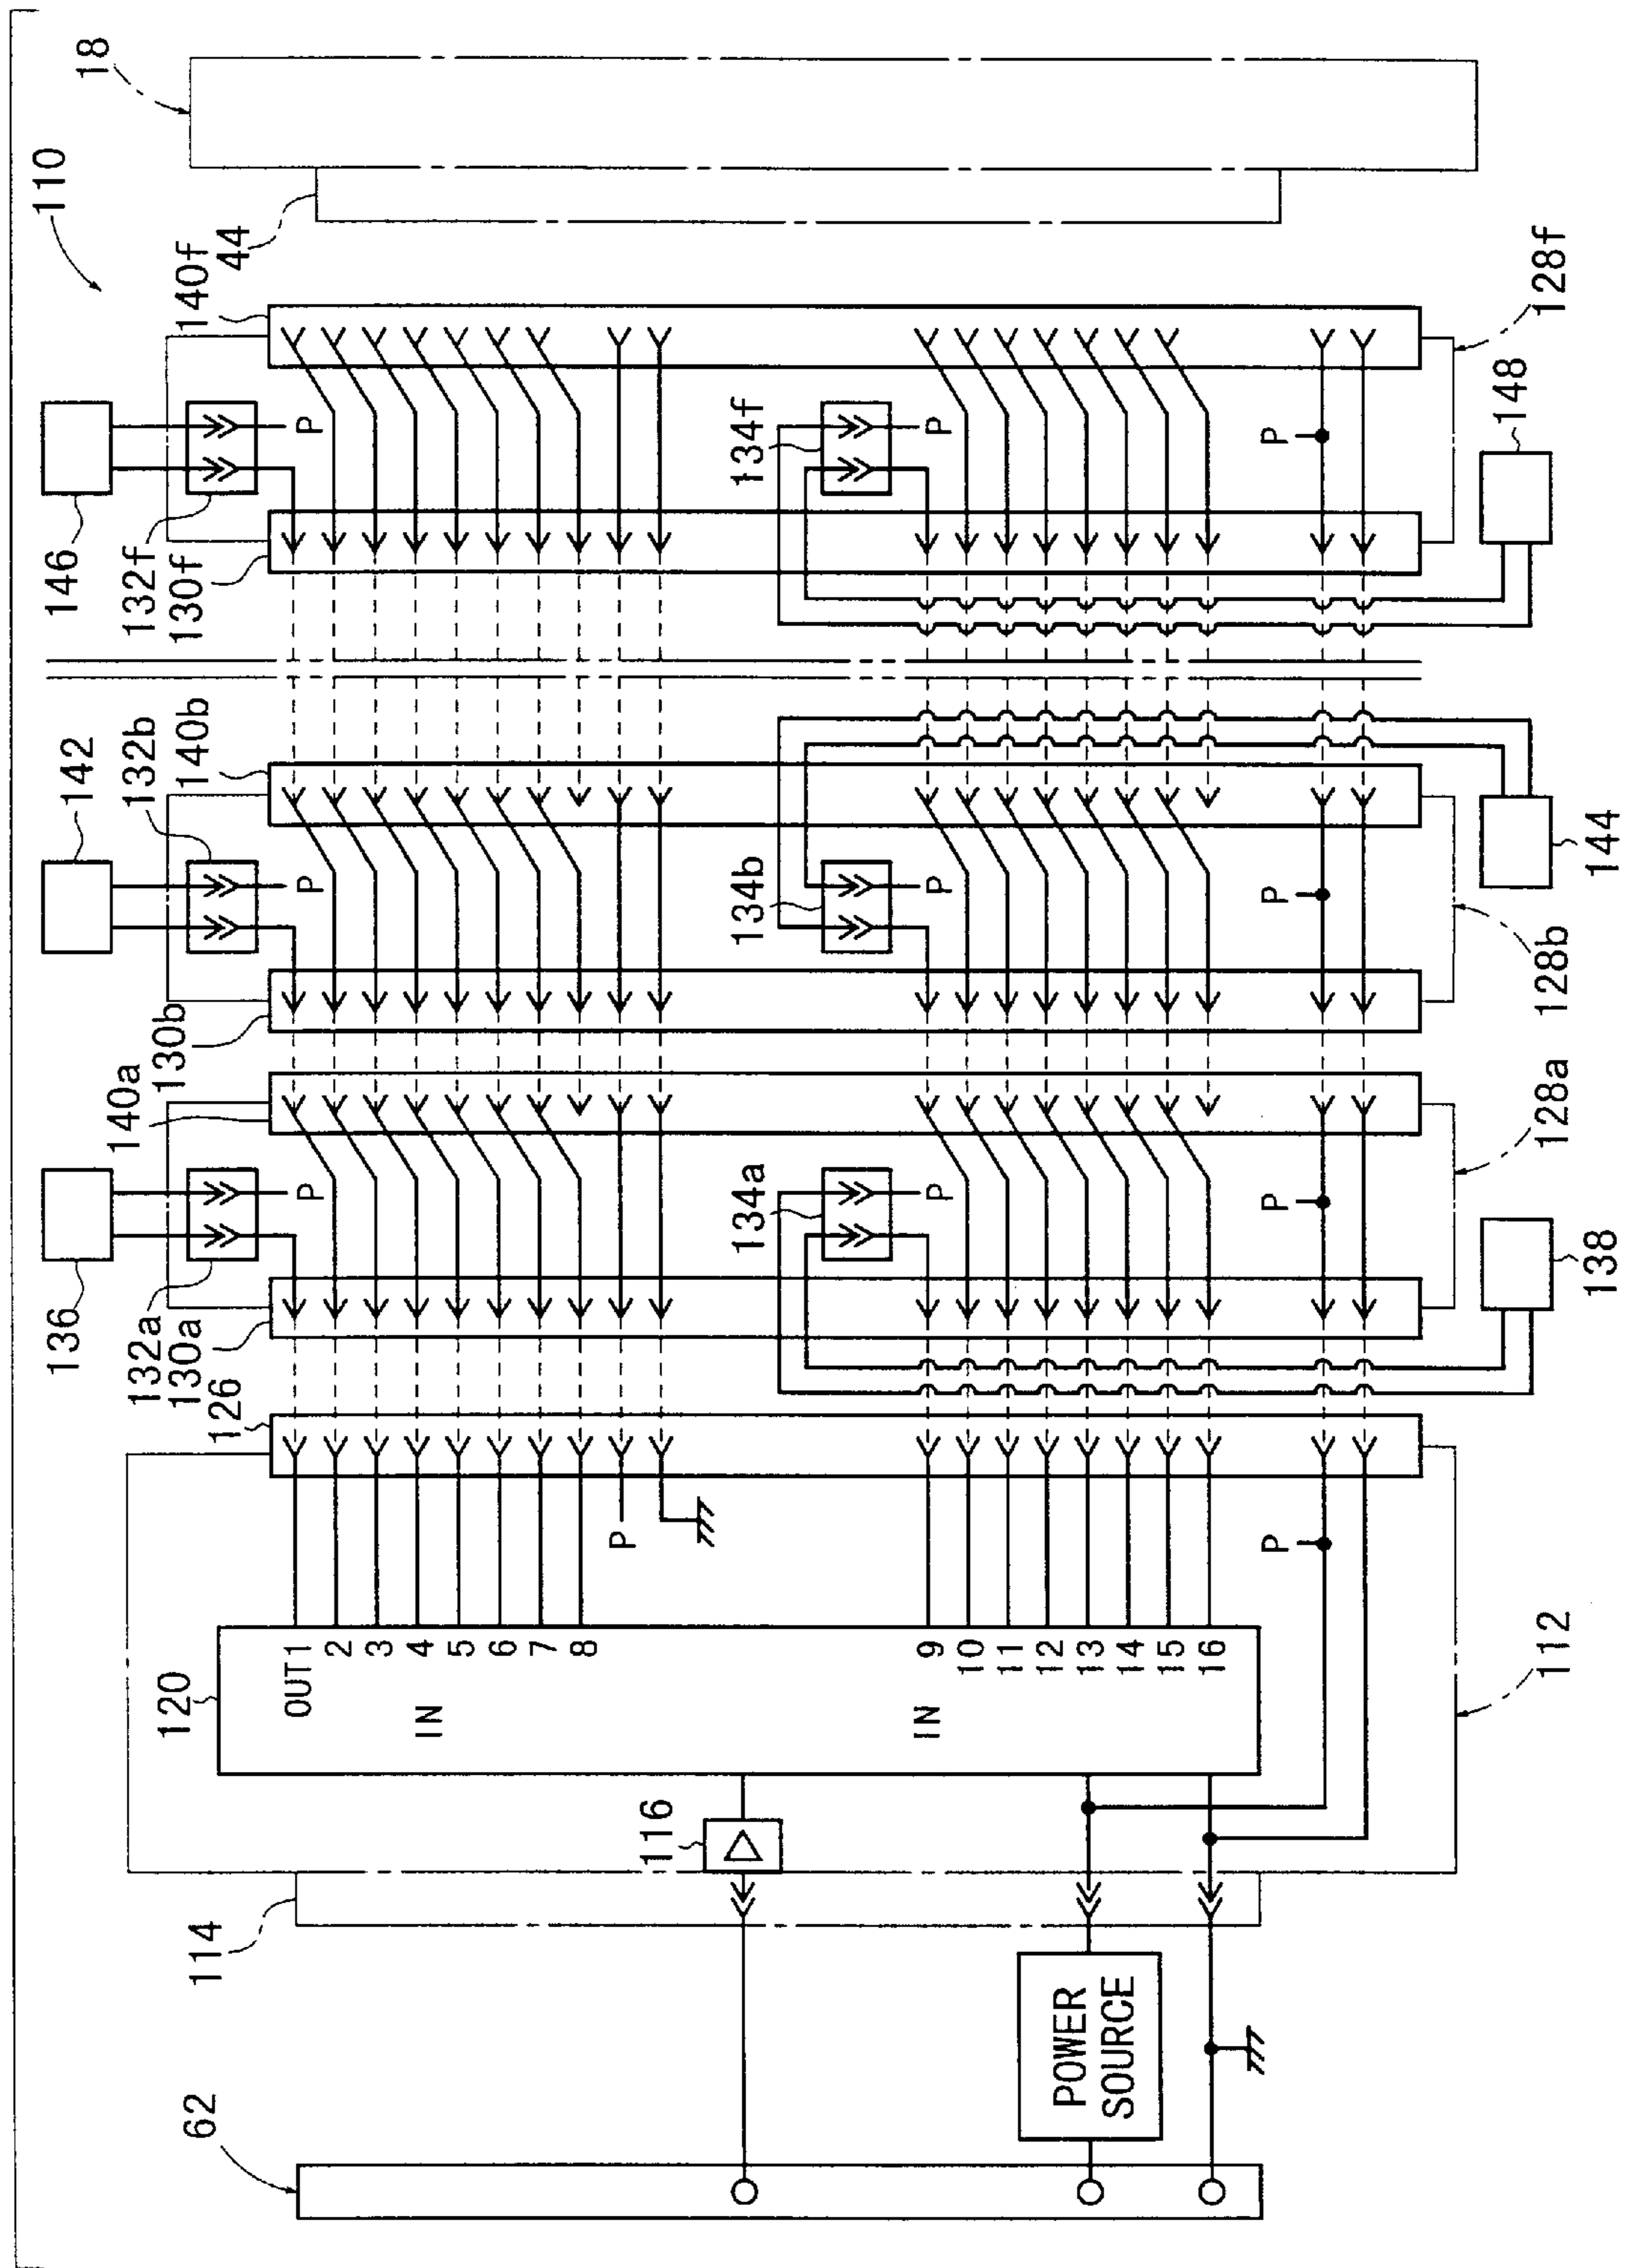 110
18
44
146
132f
130f
140f
134f
P
P
P
128f
148
142
132b
130b
140b
134b
P
P
P
128b
144
136
132a
130a
140a
134a
P
P
P
128a
138
126
P
P
120
OUT1
2
3
4
5
6
7
8
IN
9
10
11
12
13
14
15
16
IN
112
116
114
POWER
SOURCE
62